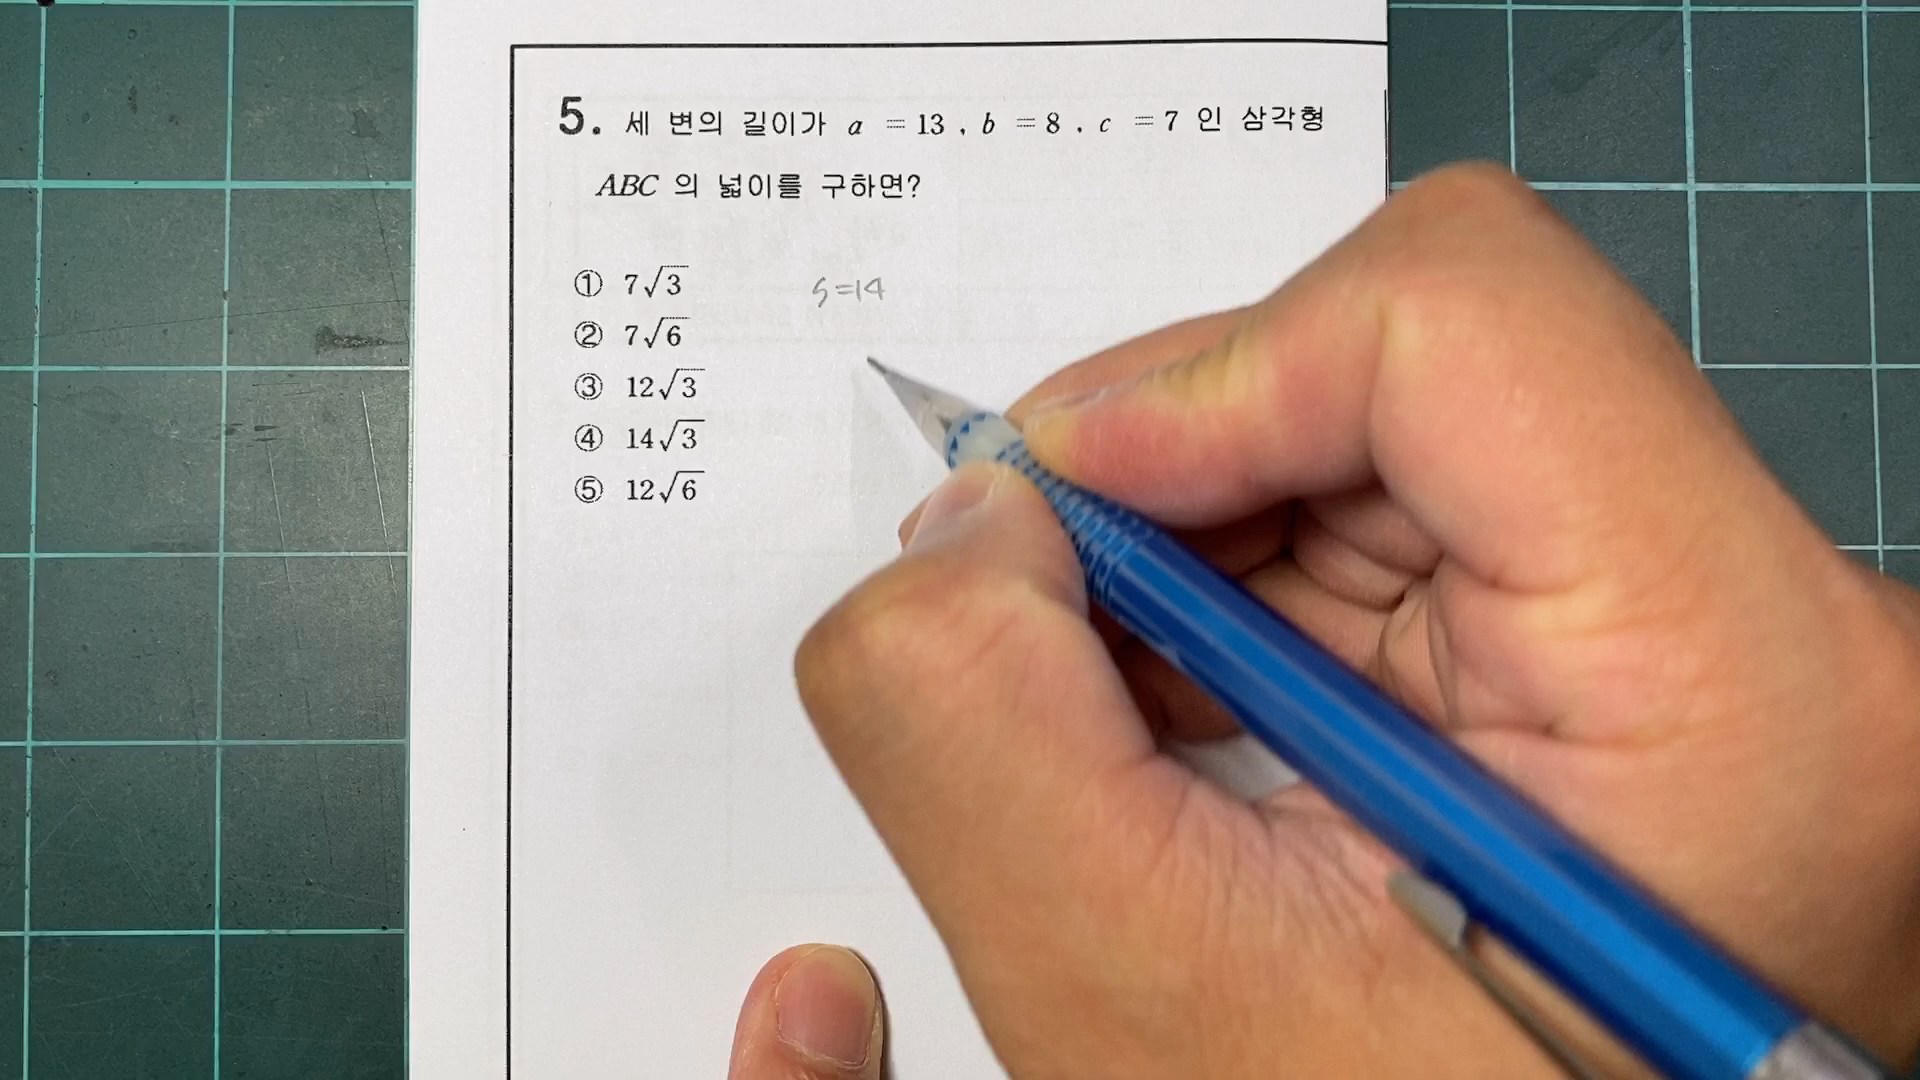 5. 세 변의 길이가 a = 13 , b = 8 , c = 7 인 삼각형
ABC 의 넓이를 구하면?
① 7√3
S=14
② 7√6
③ 12√3
④ 14√3
⑤ 12√6